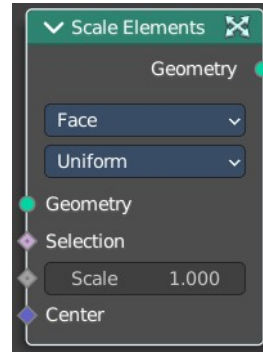 Scale Elements
Geometry
Face
Uniform
Geometry
Selection
Scale 1.000
Center